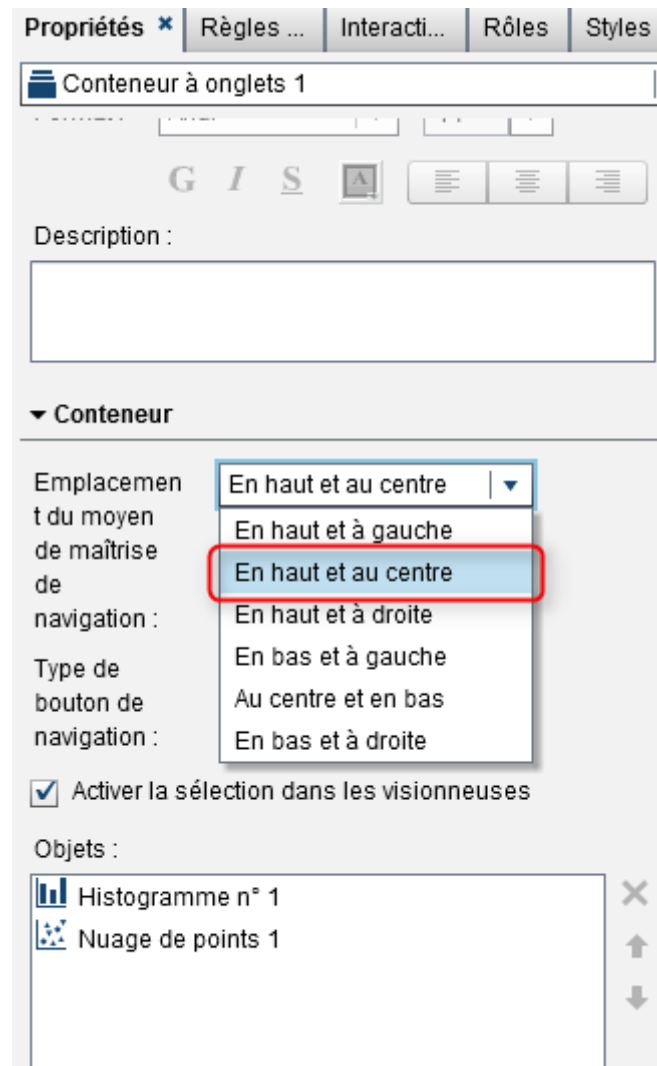 Propriétés × Règles ... Interacti... Rôles Styles
Conteneur à onglets 1
G I S A
Description :
Conteneur
Emplacemen
t du moyen
de maîtrise
de
navigation :
En haut et au centre
En haut et à gauche
En haut et au centre
En haut et à droite
En bas et à gauche
Au centre et en bas
En bas et à droite
Type de
bouton de
navigation :
Activer la sélection dans les visionneuses
Objets :
Histogramme n° 1
Nuage de points 1